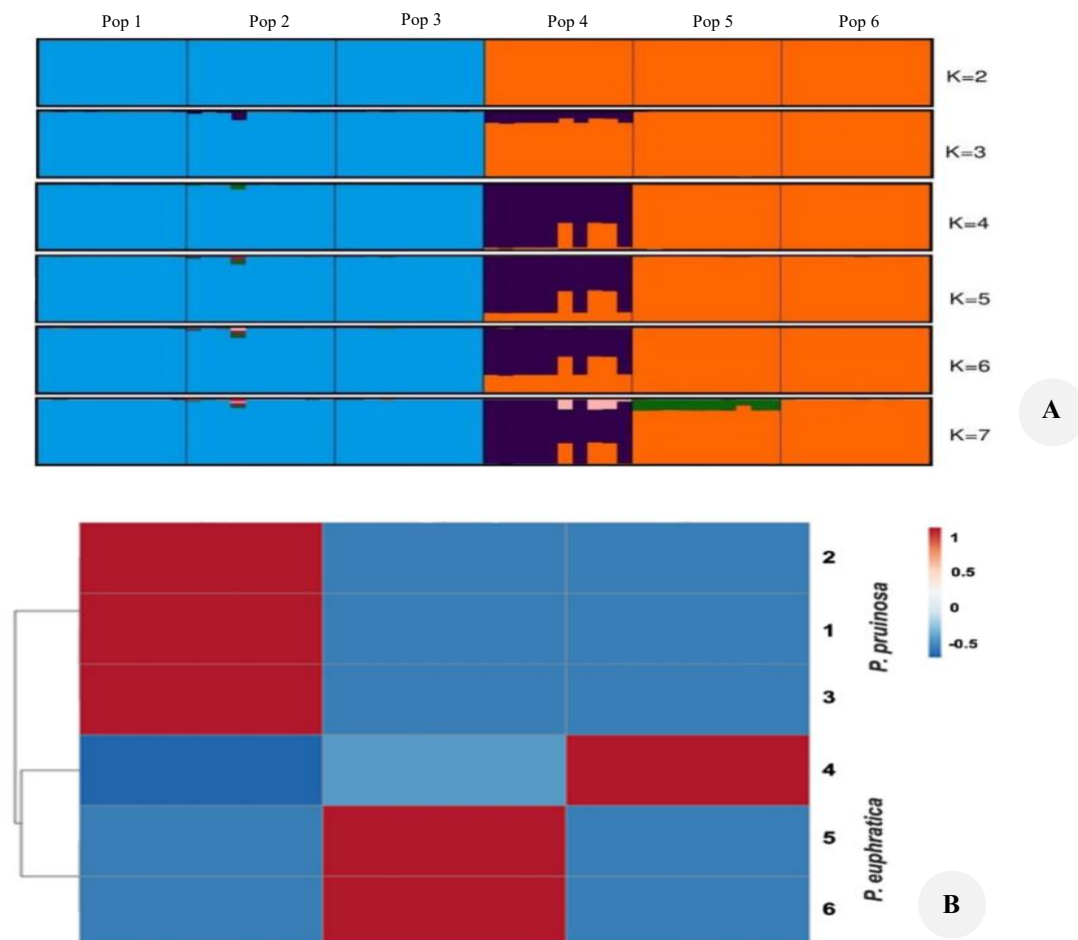 Pop 1 Pop 2 Pop 3 Pop 4 Pop 5 Pop 6
K=2
K=3
K=4
K=5
K=6
K=7
A
2
1
3
4
5
6
P. pruinosa
P. euphratica
1
0.5
0
-0.5
B